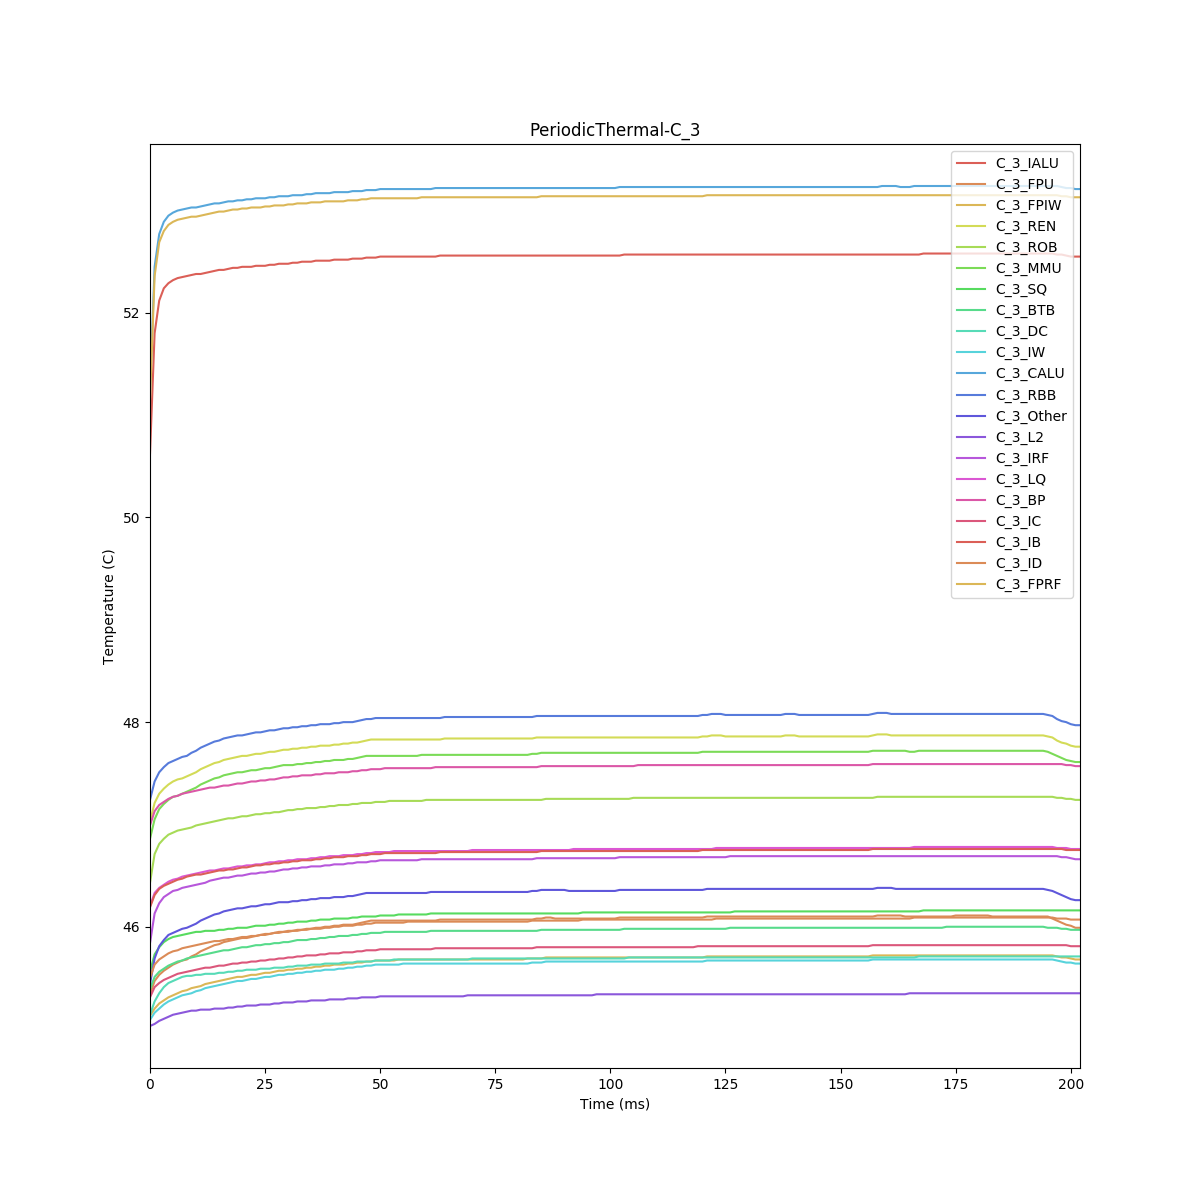 PeriodicThermal-C_3
C_3_IALU
C_3_FPU
C_3_FPIW
C_3_REN
C_3_ROB
C_3_MMU
C_3_SQ
C_3_BTB
C_3_DC
C_3_IW
C_3_CALU
C_3_RBB
C_3_Other
C_3_L2
C_3_IRF
C_3_LQ
C_3_BP
C_3_IC
C_3_IB
C_3_ID
C_3_FPRF
52
50
48
46
Temperature (C)
0 25 50 75 100 125 150 175 200
Time (ms)